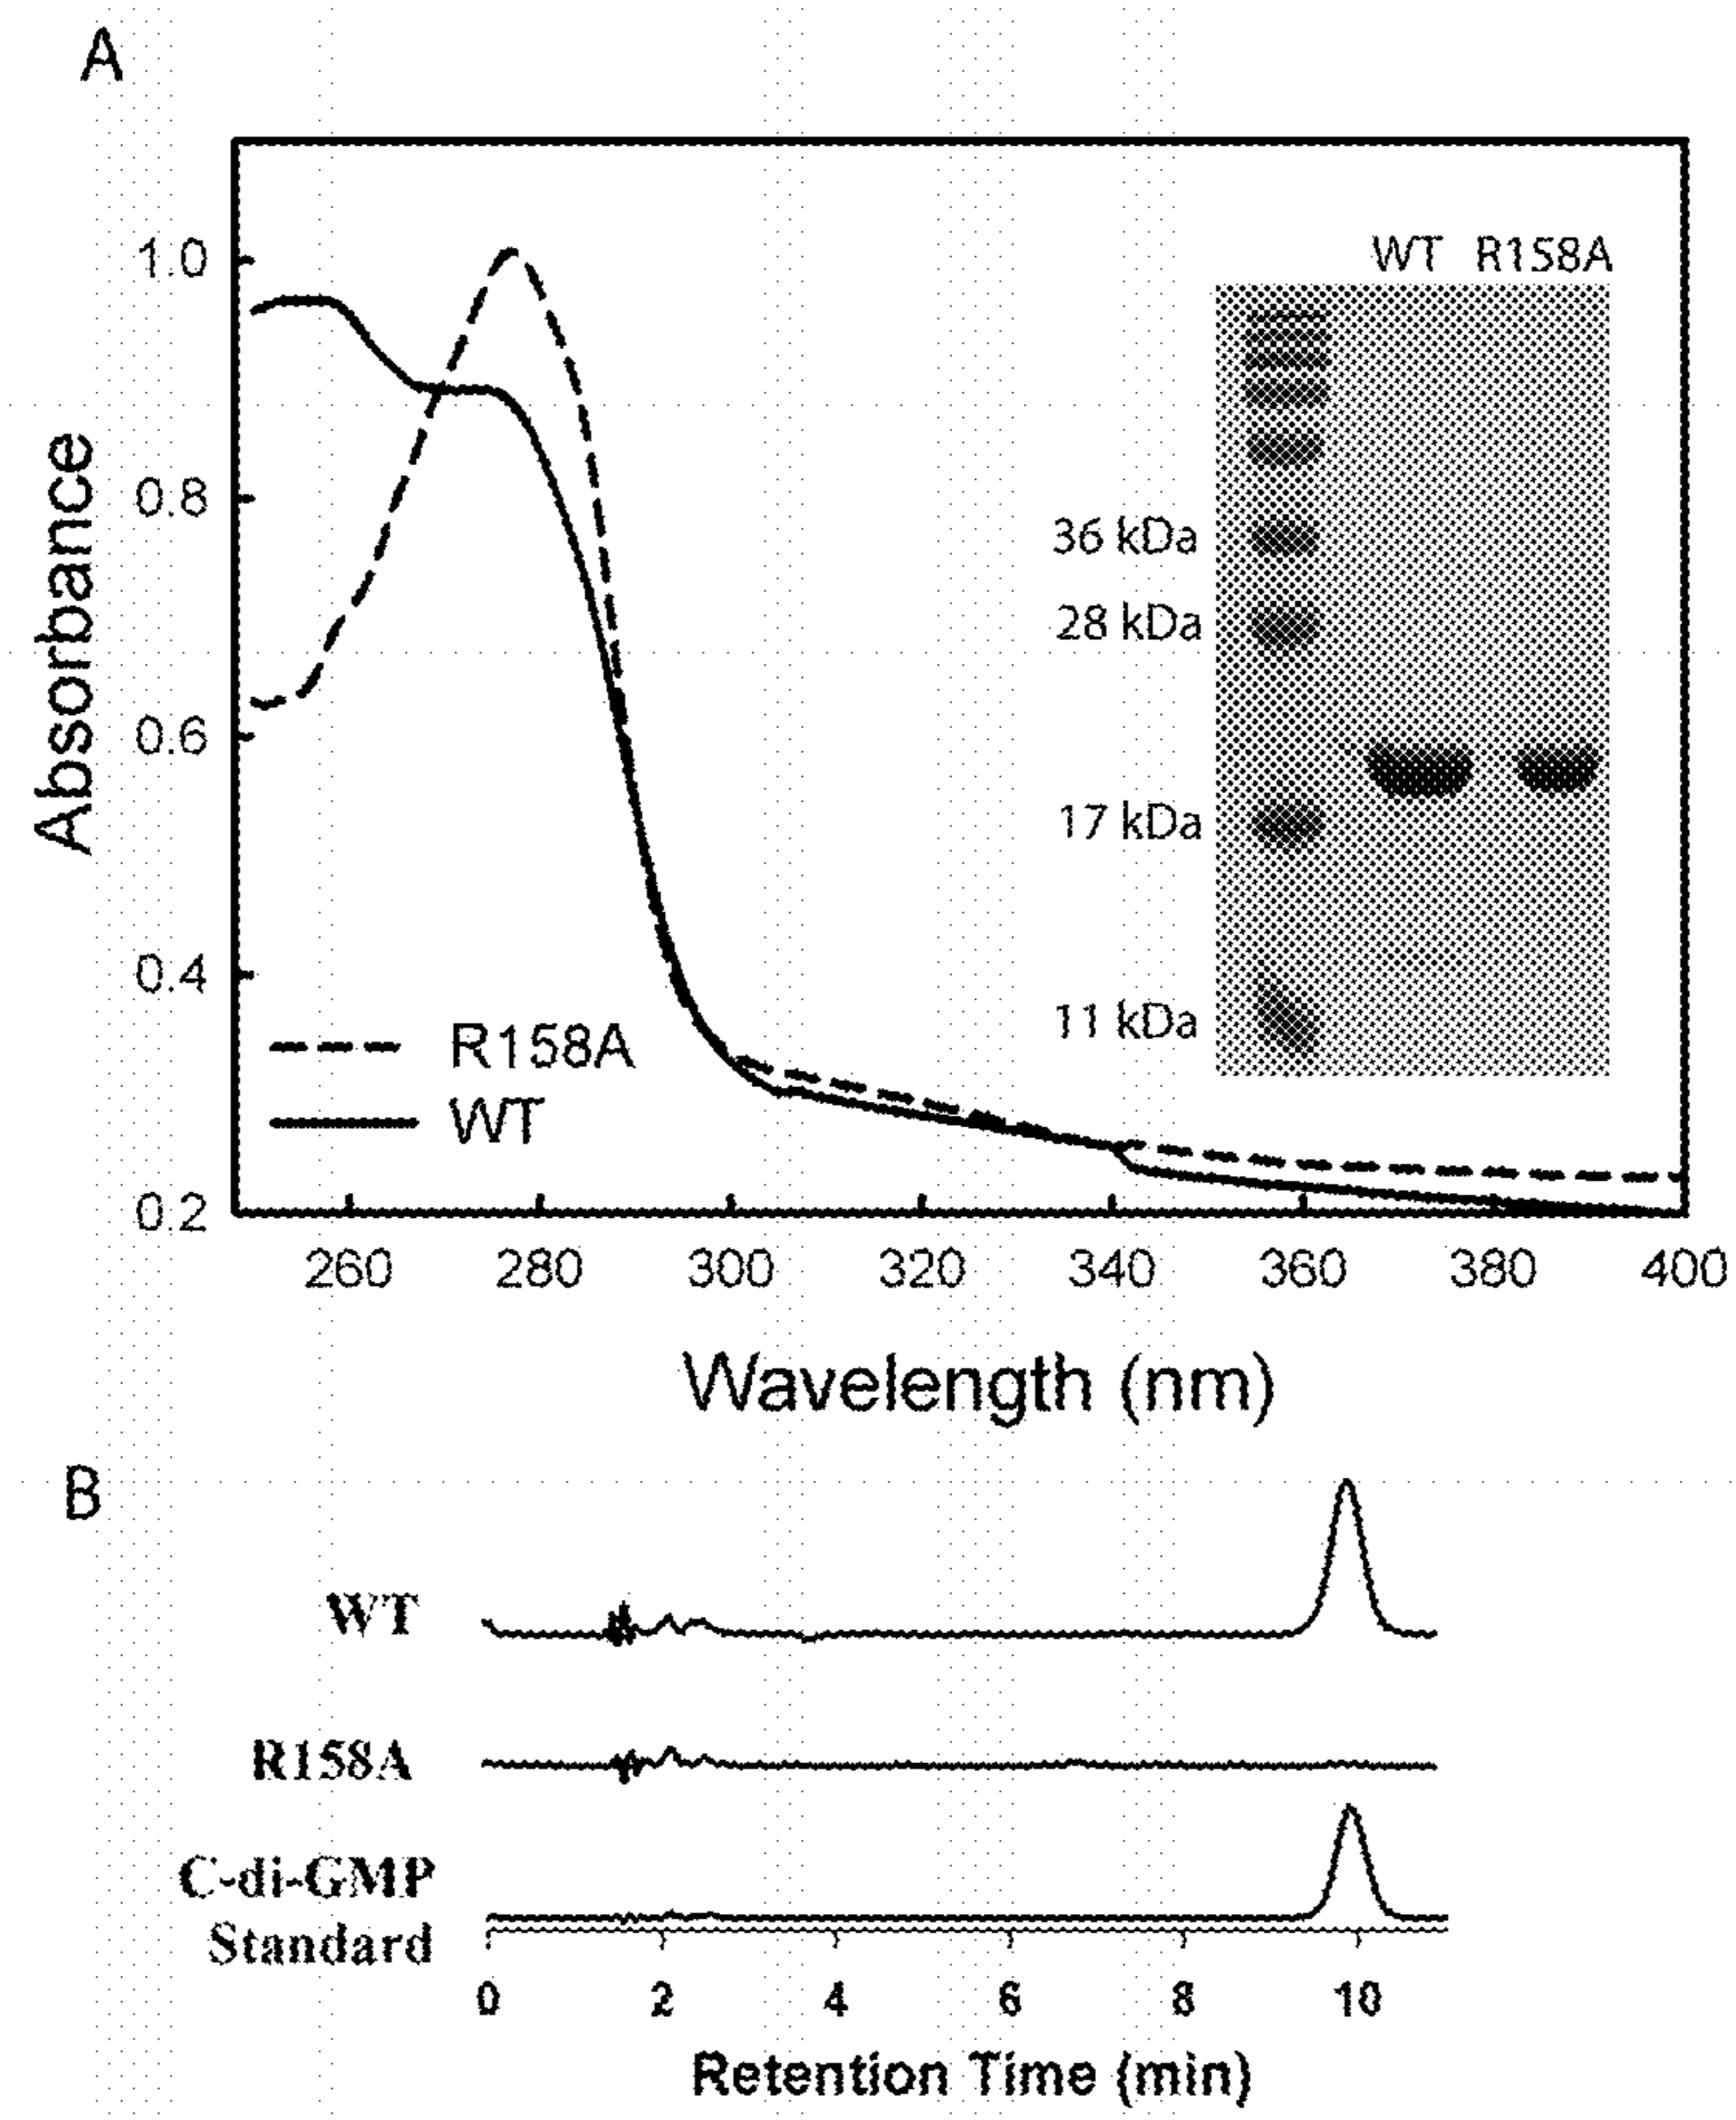 A
WT R158A
1.0
0.8
0.6
0.4
0.2
Absorbance
36 kDa
28 kDa
17 kDa
11 kDa
R158A
WT
260 280 300 320 340 360 380 400
Wavelength (nm)
B
WT
R158A
C-di-GMP
Standard
0 2 4 6 8 10
Retention Time (min)